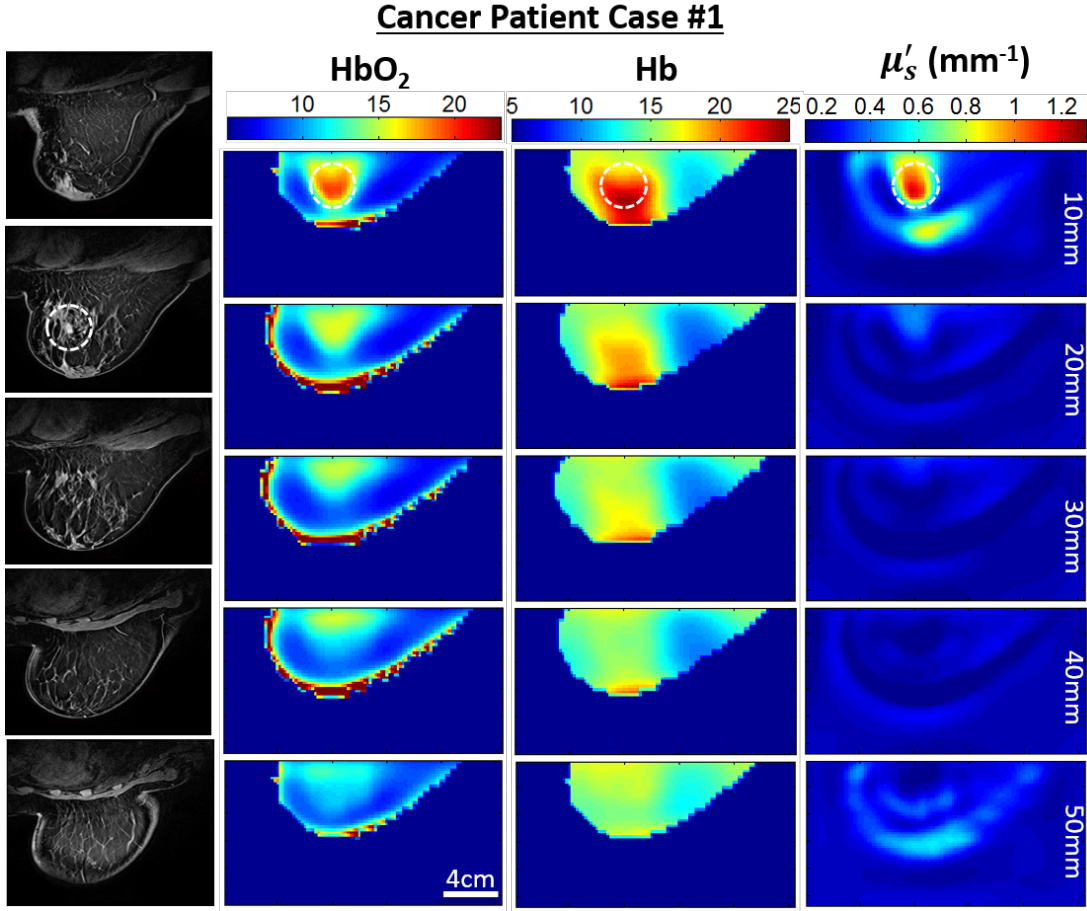 Cancer Patient Case #1
HbO₂
Hb
μ′ₛ (mm⁻¹)
10 15 20
5 10 15 20 25
0.2 0.4 0.6 0.8 1 1.2
10mm
20mm
30mm
40mm
50mm
4cm